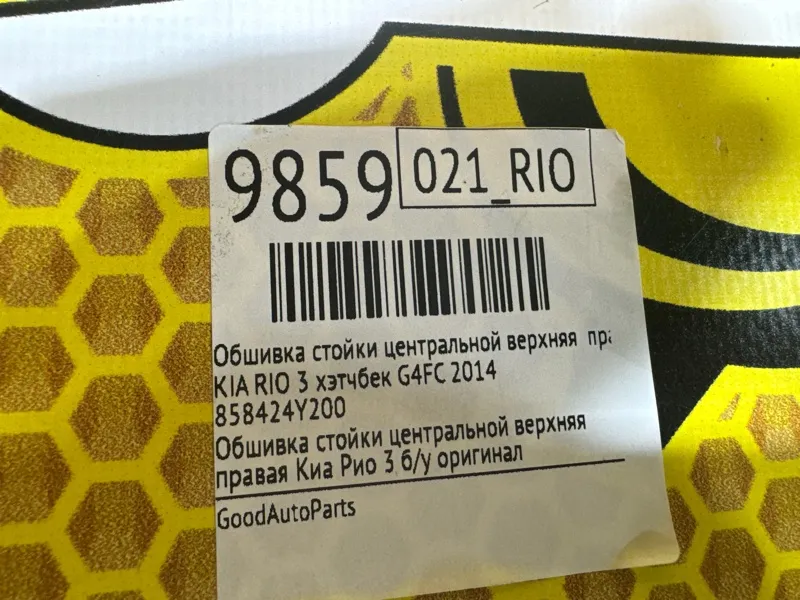 9859 021_RIO
Обшивка стойки центральной верхняя пра
KIA RIO 3 хэтчбек G4FC 2014
858424Y200
Обшивка стойки центральной верхняя
правая Киа Рио 3 б/у оригинал
GoodAutoParts